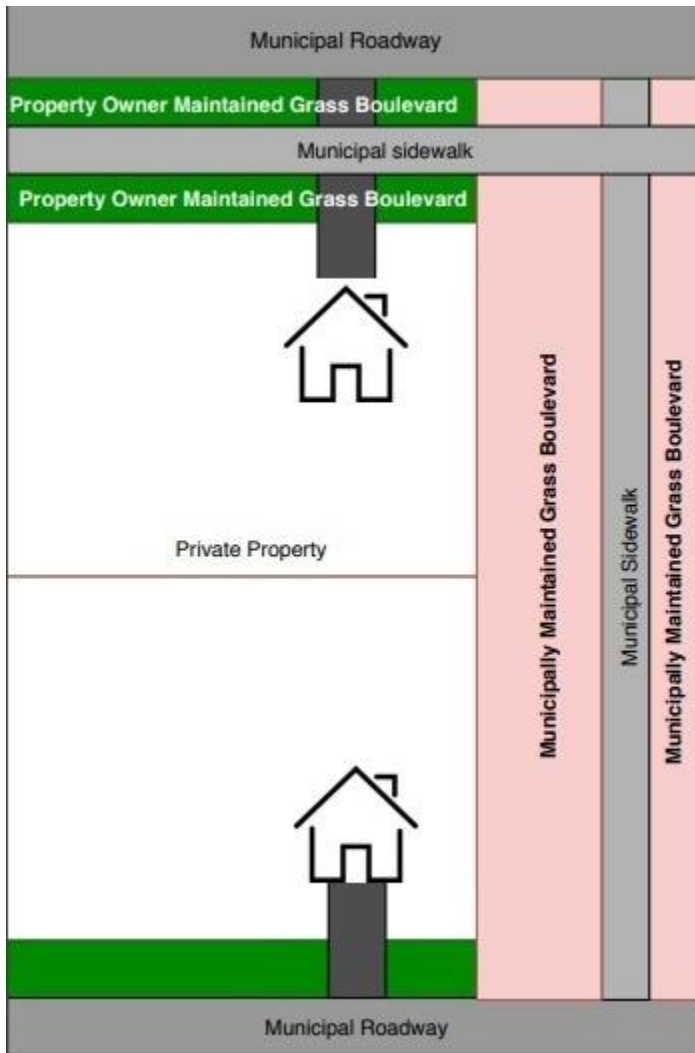 Municipal Roadway
Property Owner Maintained Grass Boulevard
Municipal sidewalk
Property Owner Maintained Grass Boulevard
Private Property
Municipally Maintained Grass Boulevard
Municipal Sidewalk
Municipally Maintained Grass Boulevard
Municipal Roadway